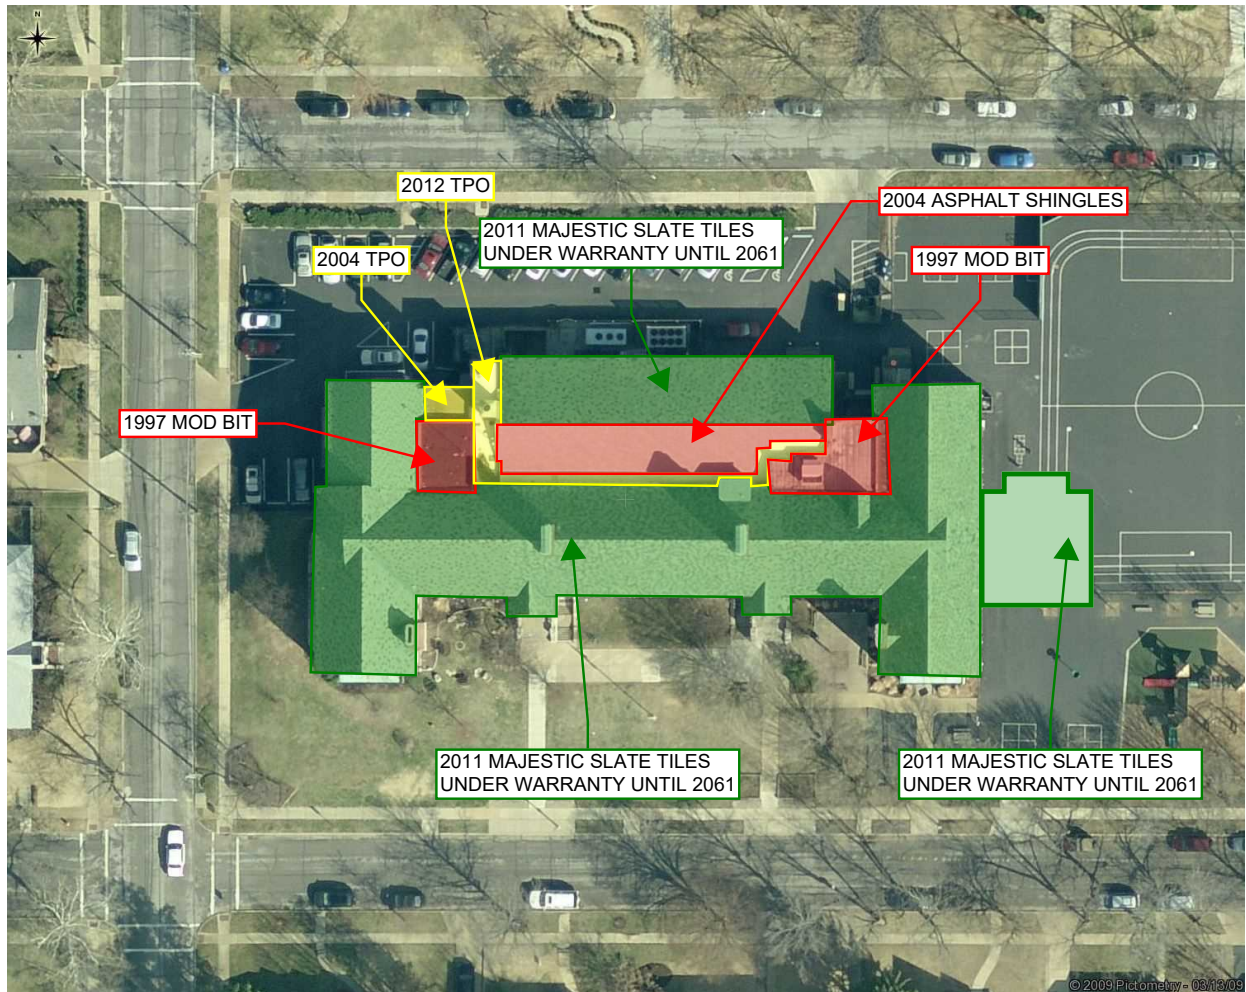 N
2012 TPO
2004 ASPHALT SHINGLES
2011 MAJESTIC SLATE TILES
UNDER WARRANTY UNTIL 2061
2004 TPO
1997 MOD BIT
1997 MOD BIT
2011 MAJESTIC SLATE TILES
UNDER WARRANTY UNTIL 2061
2011 MAJESTIC SLATE TILES
UNDER WARRANTY UNTIL 2061
© 2009 Pictometry - 03/13/09